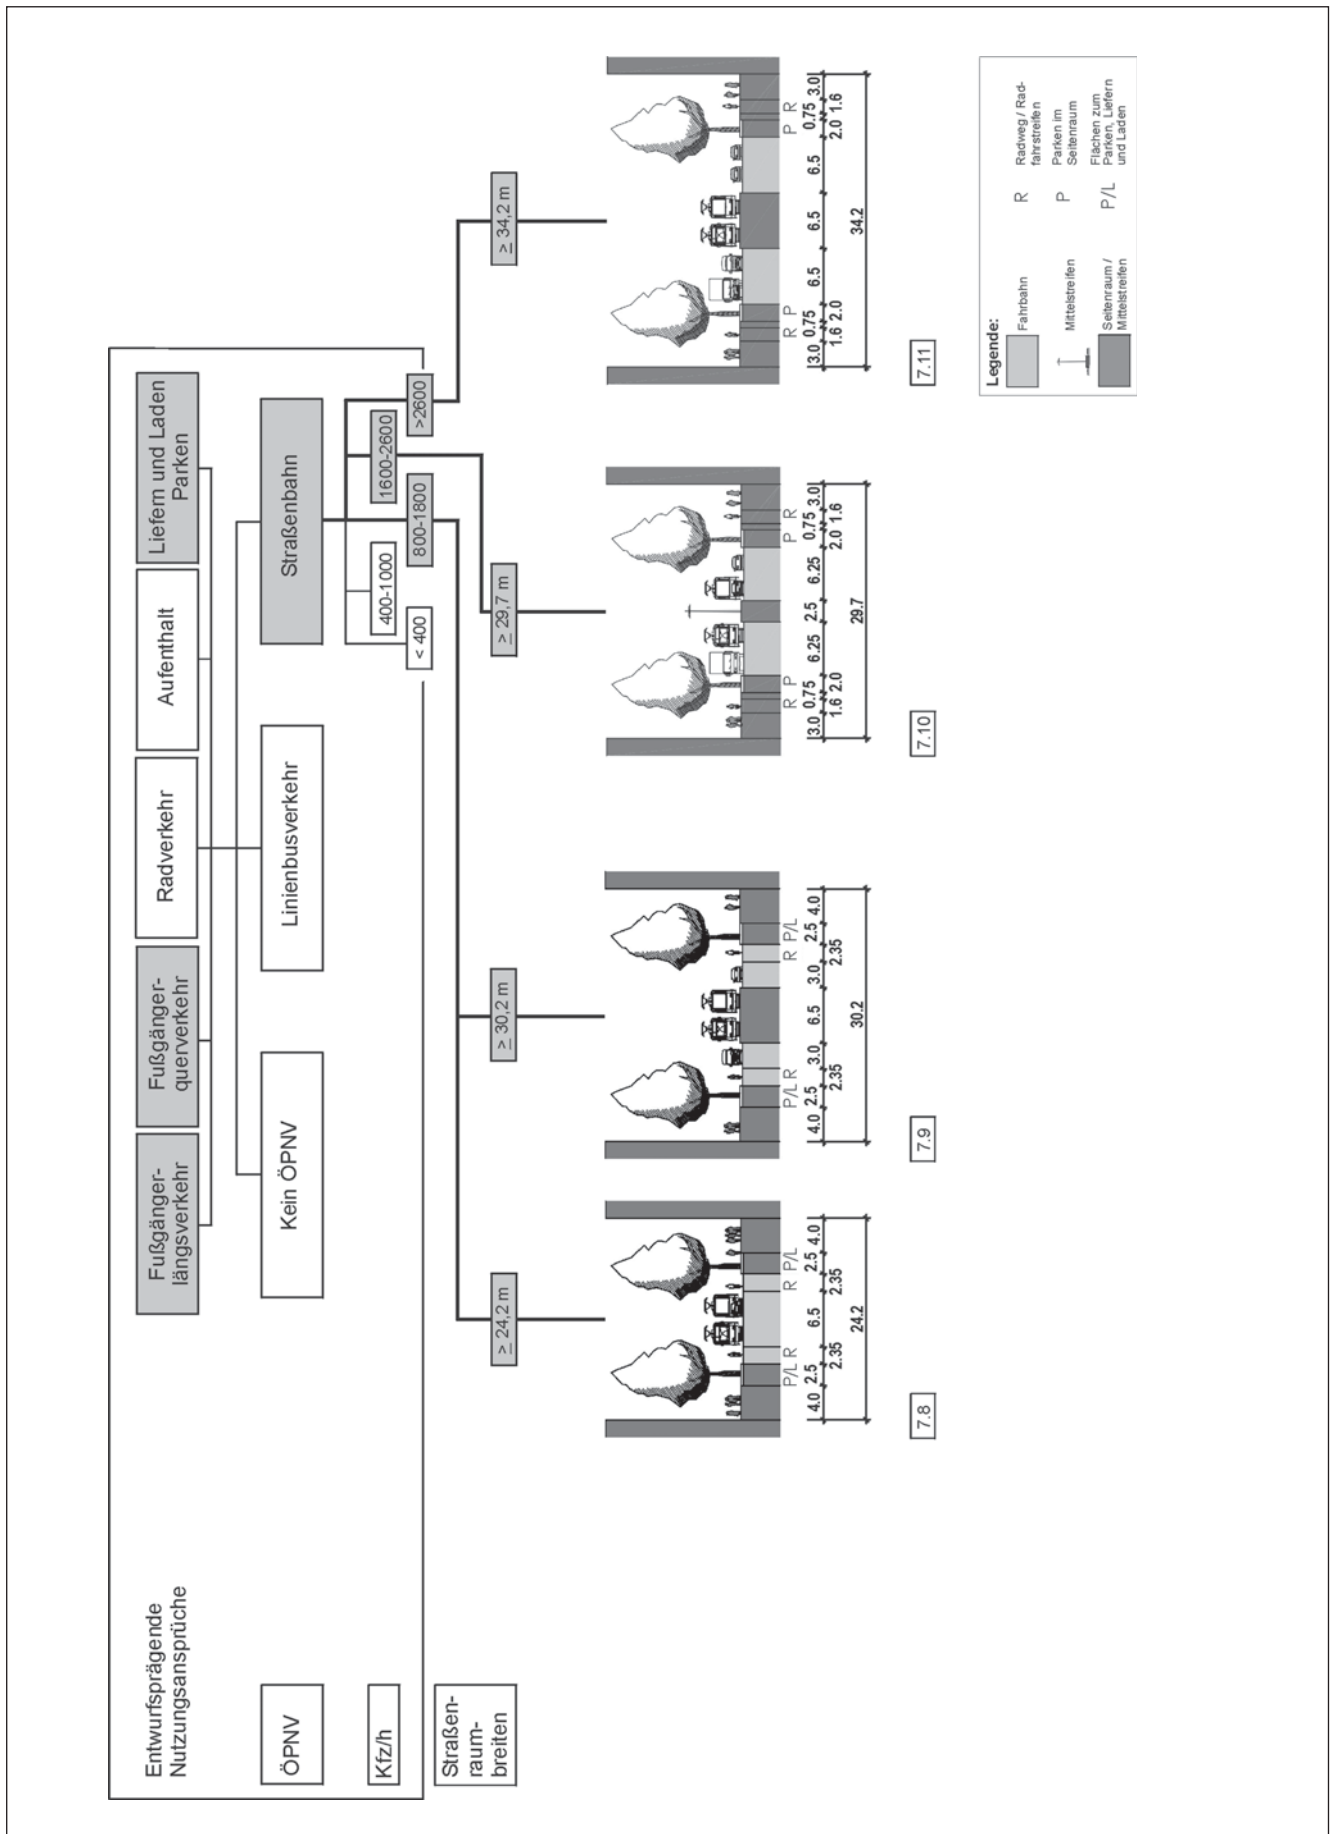 Entwurfsprägende
Nutzungsansprüche
Fußgänger-
längsverkehr
Fußgänger-
querverkehr
Radverkehr
Aufenthalt
Liefern und Laden
Parken
ÖPNV
Kein ÖPNV
Linienbusverkehr
Straßenbahn
Kfz/h
< 400
400-1000
800-1800
1600-2600
>2600
Straßen-
raum-
breiten
≥ 24,2 m
≥ 30,2 m
≥ 29,7 m
≥ 34,2 m
P/L R R P/L
4.0 2.5 6.5 2.5 4.0
2.35 2.35
24.2
7.8
P/L R R P/L
4.0 2.5 3.0 6.5 3.0 2.5 4.0
2.35 2.35
30.2
7.9
R P P R
3.0 0.75 6.25 2.5 6.25 0.75 3.0
1.6 2.0 2.0 1.6
29.7
7.10
R P P R
3.0 0.75 6.5 6.5 6.5 0.75 3.0
1.6 2.0 2.0 1.6
34.2
7.11
Legende:
Fahrbahn
Mittelstreifen
Seitenraum /
Mittelstreifen
R Radweg / Rad-
fahrstreifen
P Parken im
Seitenraum
P/L Flächen zum
Parken, Liefern
und Laden